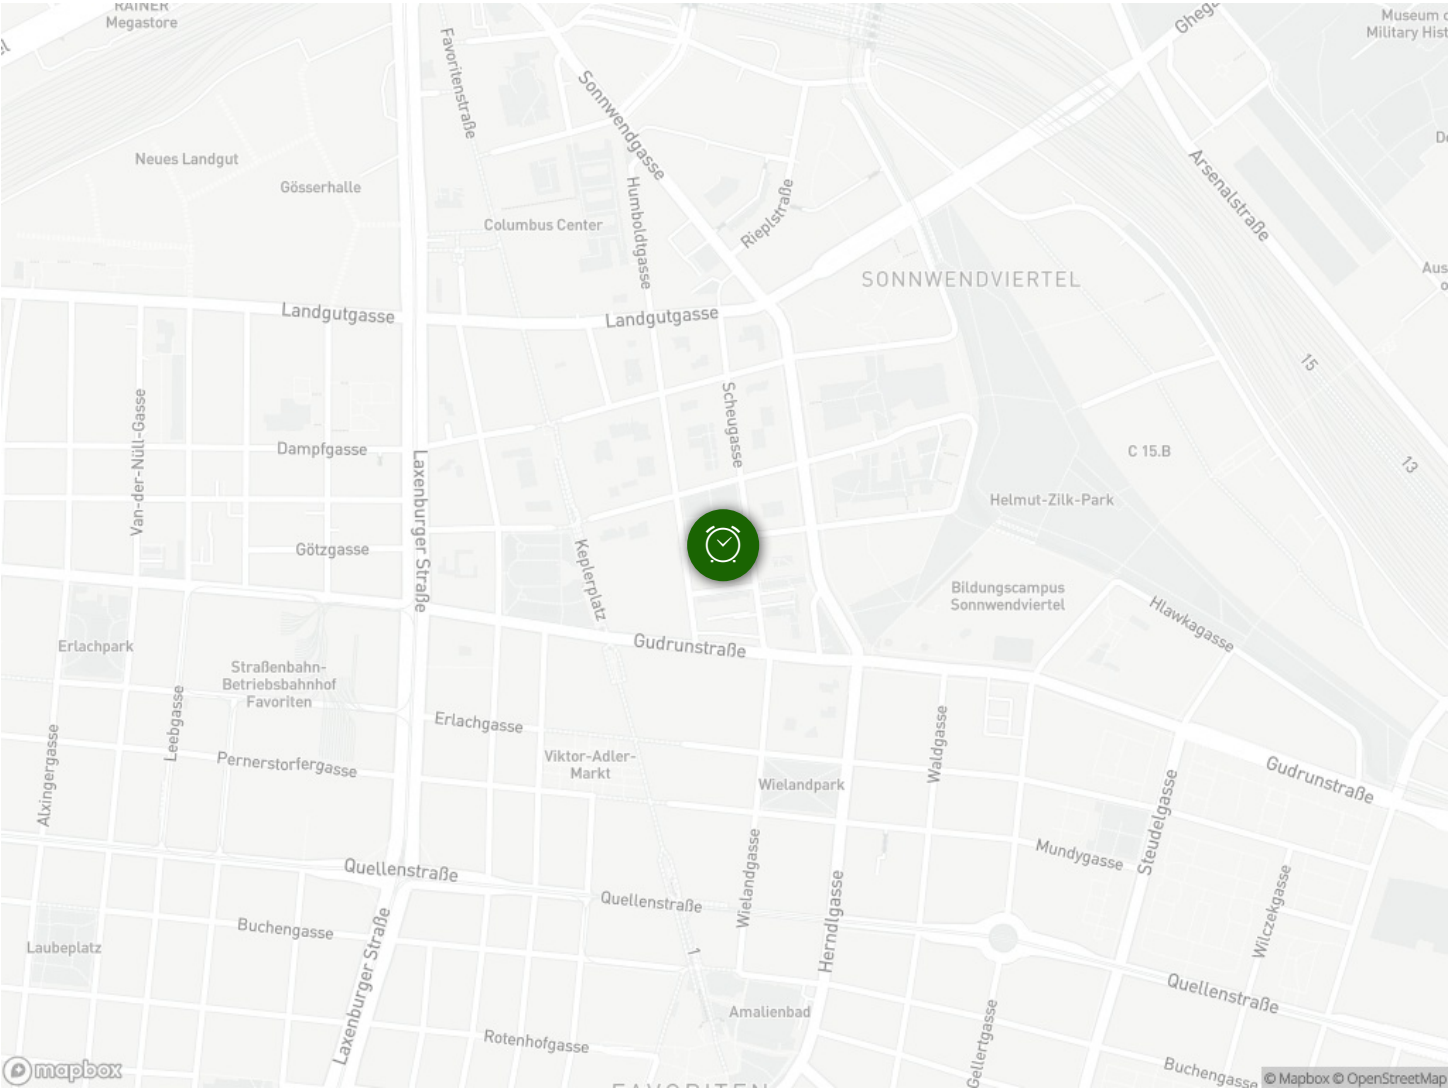 RAINER
Megastore
Museum
Military Hist
Favoritenstraße
Sonnwendgasse
Arsenalstraße
Neues Landgut
Gösserhalle
Humboldtgasse
Rieplstraße
Columbus Center
SONNWENDVIERTEL
Landgutgasse
Landgutgasse
15
Van-der-Nüll-Gasse
Scheugasse
Dampfgasse
Laxenburger Straße
C 15.B
13
Helmut-Zilk-Park
Götzgasse
Keplerplatz
Bildungscampus
Sonnwendviertel
Hlawkagasse
Erlachpark
Gudrunstraße
Straßenbahn-
Betriebsbahnhof
Favoriten
Leebgasse
Erlachgasse
Waldgasse
Alxingergasse
Pernerstorfergasse
Viktor-Adler-
Markt
Wielandpark
Gudrunstraße
Steudelgasse
Mundygasse
Quellenstraße
Quellenstraße
Wielandgasse
Herndlgasse
Wilczekgasse
Buchengasse
Laubeplatz
Laxenburger Straße
1
Quellenstraße
Amalienbad
Rotenhofgasse
Gellertgasse
Buchengasse
FAVORITEN
mapbox
© Mapbox © OpenStreetMap